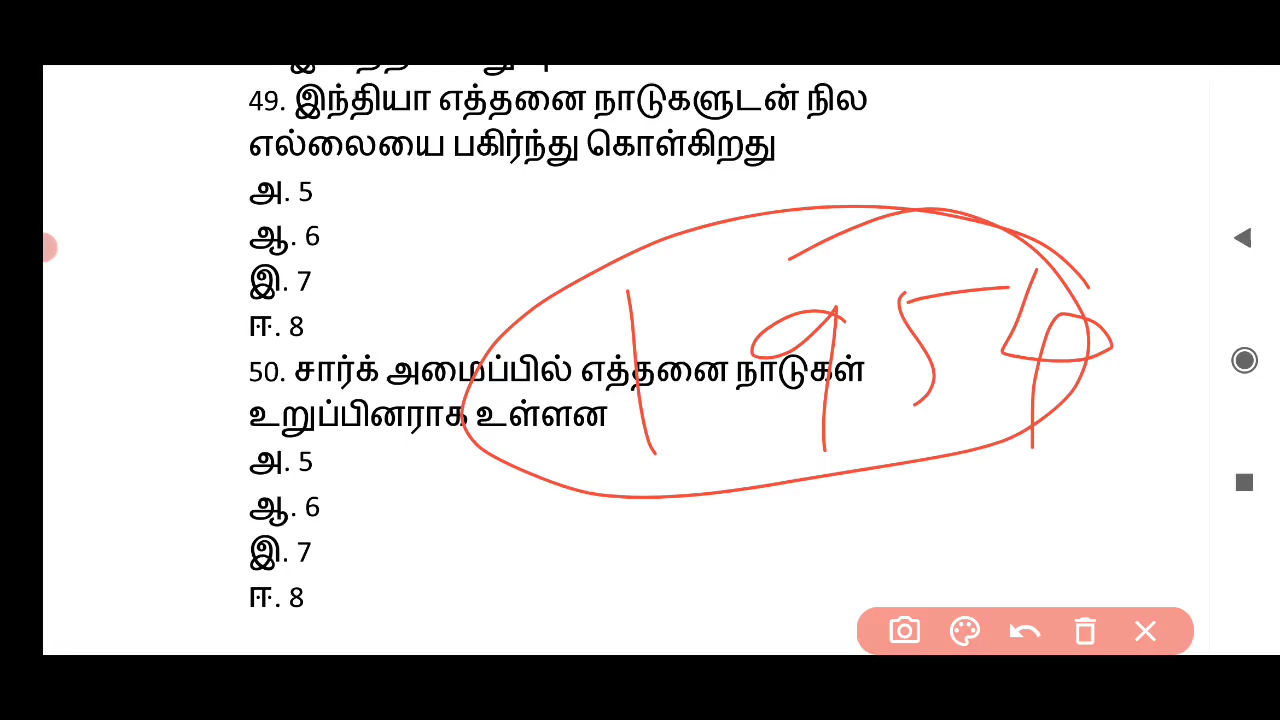 49. இந்தியா எத்தனை நாடுகளுடன் நில
எல்லையை பகிர்ந்து கொள்கிறது
அ. 5
ஆ. 6
இ. 7
ஈ. 8
1954
50. சார்க் அமைப்பில் எத்தனை நாடுகள்
உறுப்பினராக உள்ளன
அ. 5
ஆ. 6
இ. 7
ஈ. 8